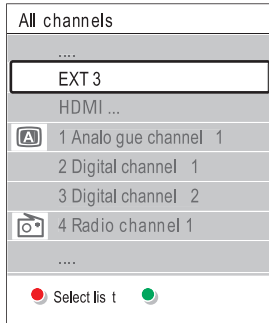 All channels
....
EXT 3
HDMI ...
A 1 Analo gue channel 1
2 Digital channel 1
3 Digital channel 2
4 Radio channel 1
....
Select lis t